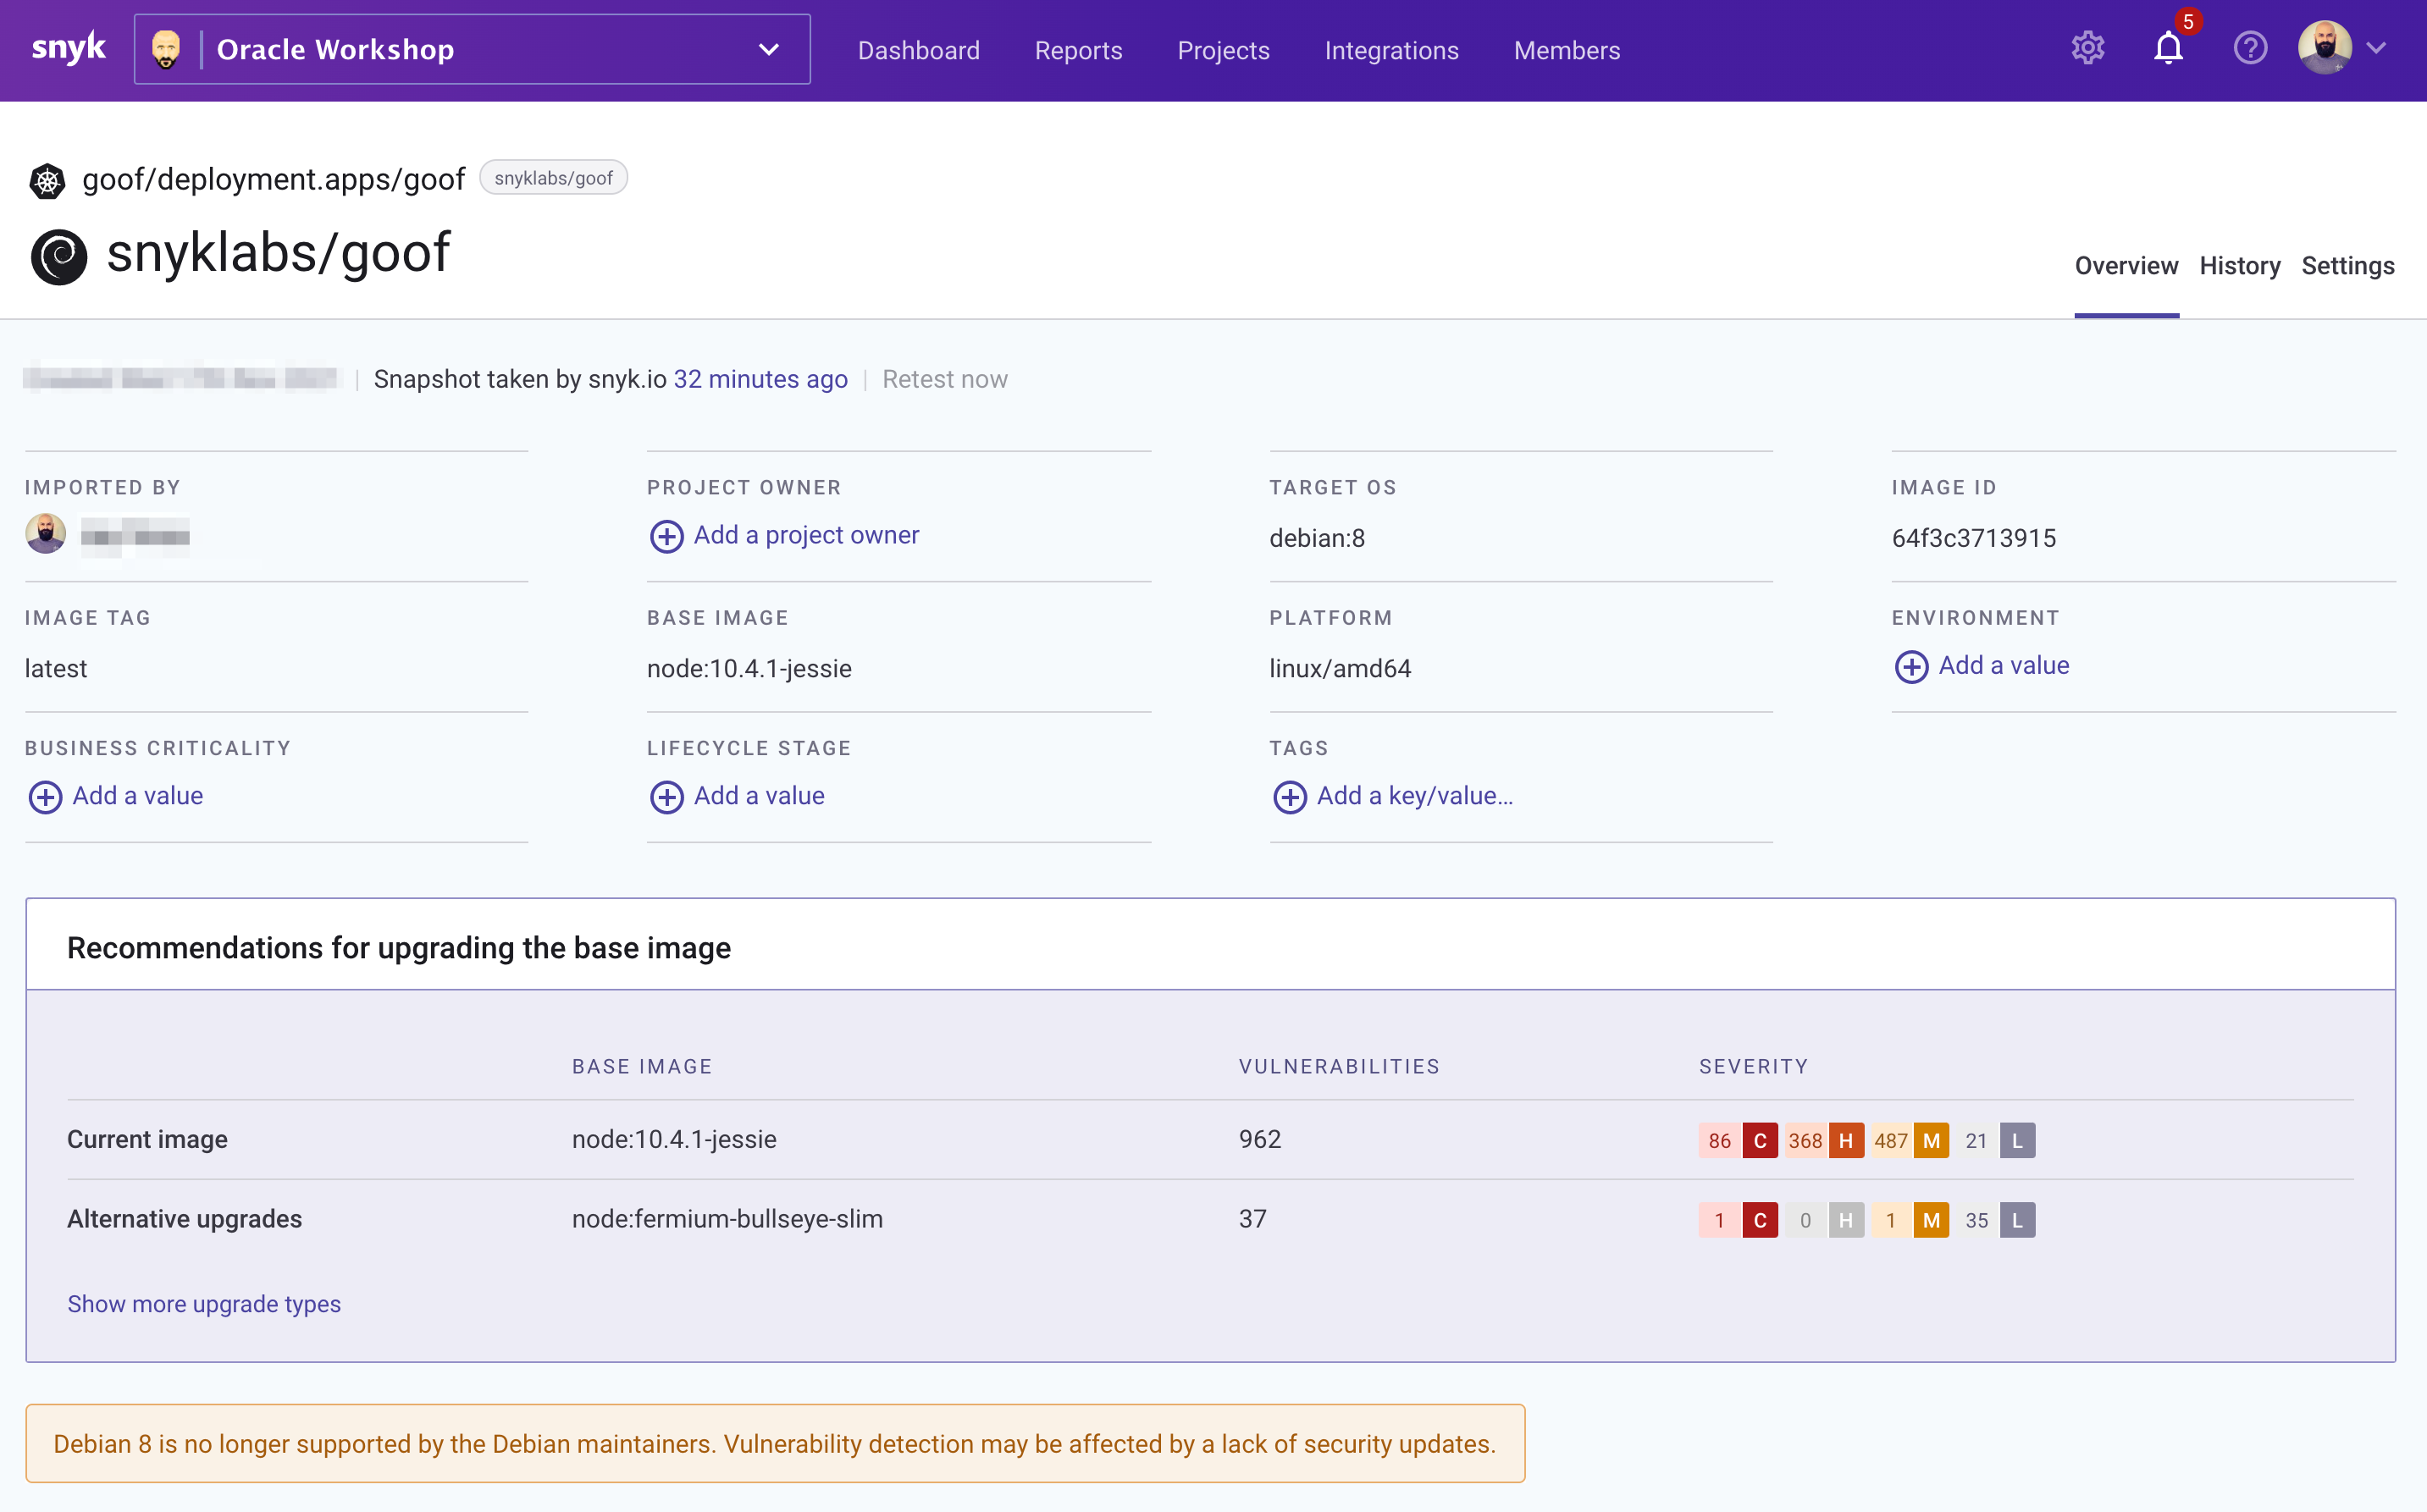 snyk
Oracle Workshop
Dashboard
Reports
Projects
Integrations
Members
5
goof/deployment.apps/goof snyklabs/goof
snyklabs/goof
Overview History Settings
Snapshot taken by snyk.io 32 minutes ago | Retest now
IMPORTED BY
PROJECT OWNER
Add a project owner
TARGET OS
debian:8
IMAGE ID
64f3c3713915
IMAGE TAG
latest
BASE IMAGE
node:10.4.1-jessie
PLATFORM
linux/amd64
ENVIRONMENT
Add a value
BUSINESS CRITICALITY
Add a value
LIFECYCLE STAGE
Add a value
TAGS
Add a key/value...
Recommendations for upgrading the base image
BASE IMAGE VULNERABILITIES SEVERITY
Current image node:10.4.1-jessie 962 86 C 368 H 487 M 21 L
Alternative upgrades node:fermium-bullseye-slim 37 1 C 0 H 1 M 35 L
Show more upgrade types
Debian 8 is no longer supported by the Debian maintainers. Vulnerability detection may be affected by a lack of security updates.